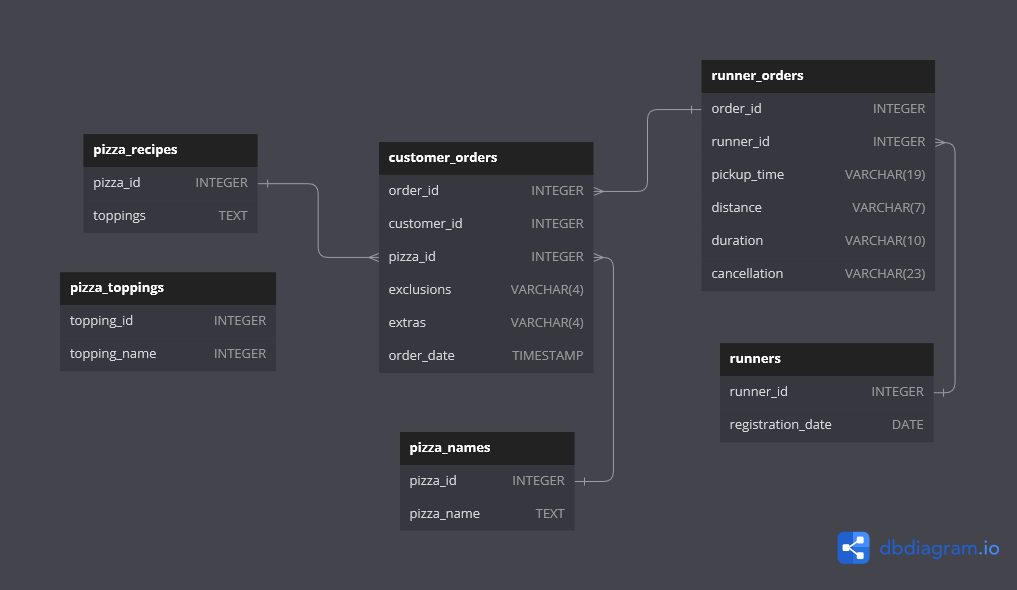 pizza_recipes
pizza_id INTEGER
toppings TEXT
pizza_toppings
topping_id INTEGER
topping_name INTEGER
customer_orders
order_id INTEGER
customer_id INTEGER
pizza_id INTEGER
exclusions VARCHAR(4)
extras VARCHAR(4)
order_date TIMESTAMP
pizza_names
pizza_id INTEGER
pizza_name TEXT
runner_orders
order_id INTEGER
runner_id INTEGER
pickup_time VARCHAR(19)
distance VARCHAR(7)
duration VARCHAR(10)
cancellation VARCHAR(23)
runners
runner_id INTEGER
registration_date DATE
dbdiagram.io